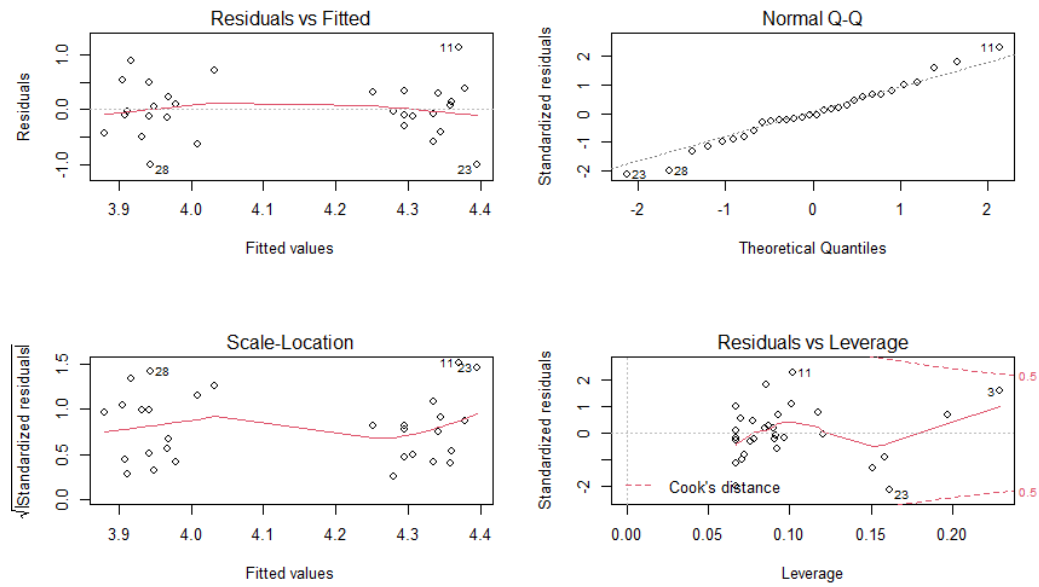 Residuals vs Fitted
Residuals
1.0
0.0
-1.0
11
28
23
3.9 4.0 4.1 4.2 4.3 4.4
Fitted values
Normal Q-Q
Standardized residuals
2
1
0
-1
-2
11
23
28
-2 -1 0 1 2
Theoretical Quantiles
Scale-Location
√|Standardized residuals|
1.5
1.0
0.5
0.0
28
11
23
3.9 4.0 4.1 4.2 4.3 4.4
Fitted values
Residuals vs Leverage
Standardized residuals
2
1
0
-2
11
3
23
0.5
0.5
Cook's distance
0.00 0.05 0.10 0.15 0.20
Leverage